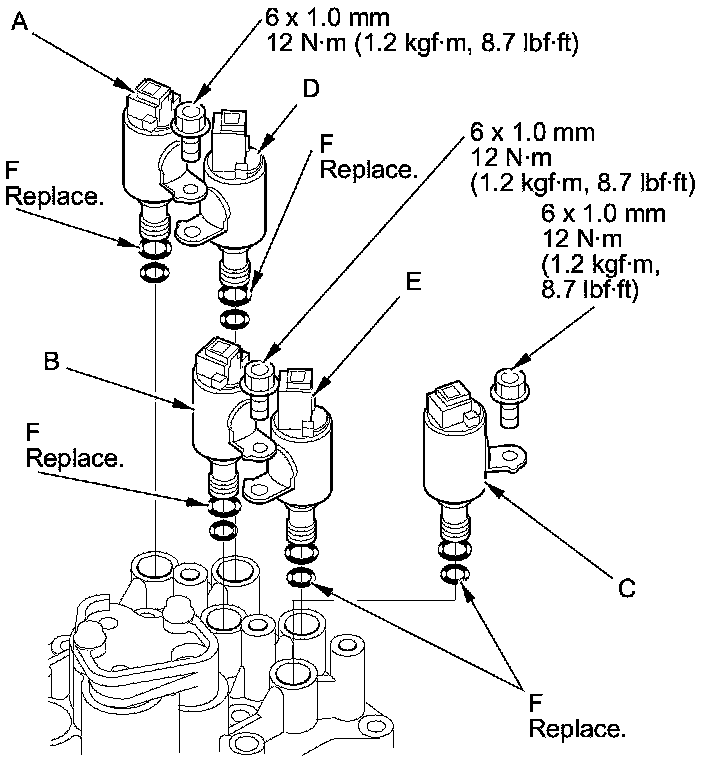 A
6 x 1.0 mm
12 N·m (1.2 kgf·m, 8.7 lbf·ft)
D
F
Replace.
F
Replace.
6 x 1.0 mm
12 N·m
(1.2 kgf·m, 8.7 lbf·ft)
6 x 1.0 mm
12 N·m
(1.2 kgf·m,
8.7 lbf·ft)
E
B
F
Replace.
C
F
Replace.